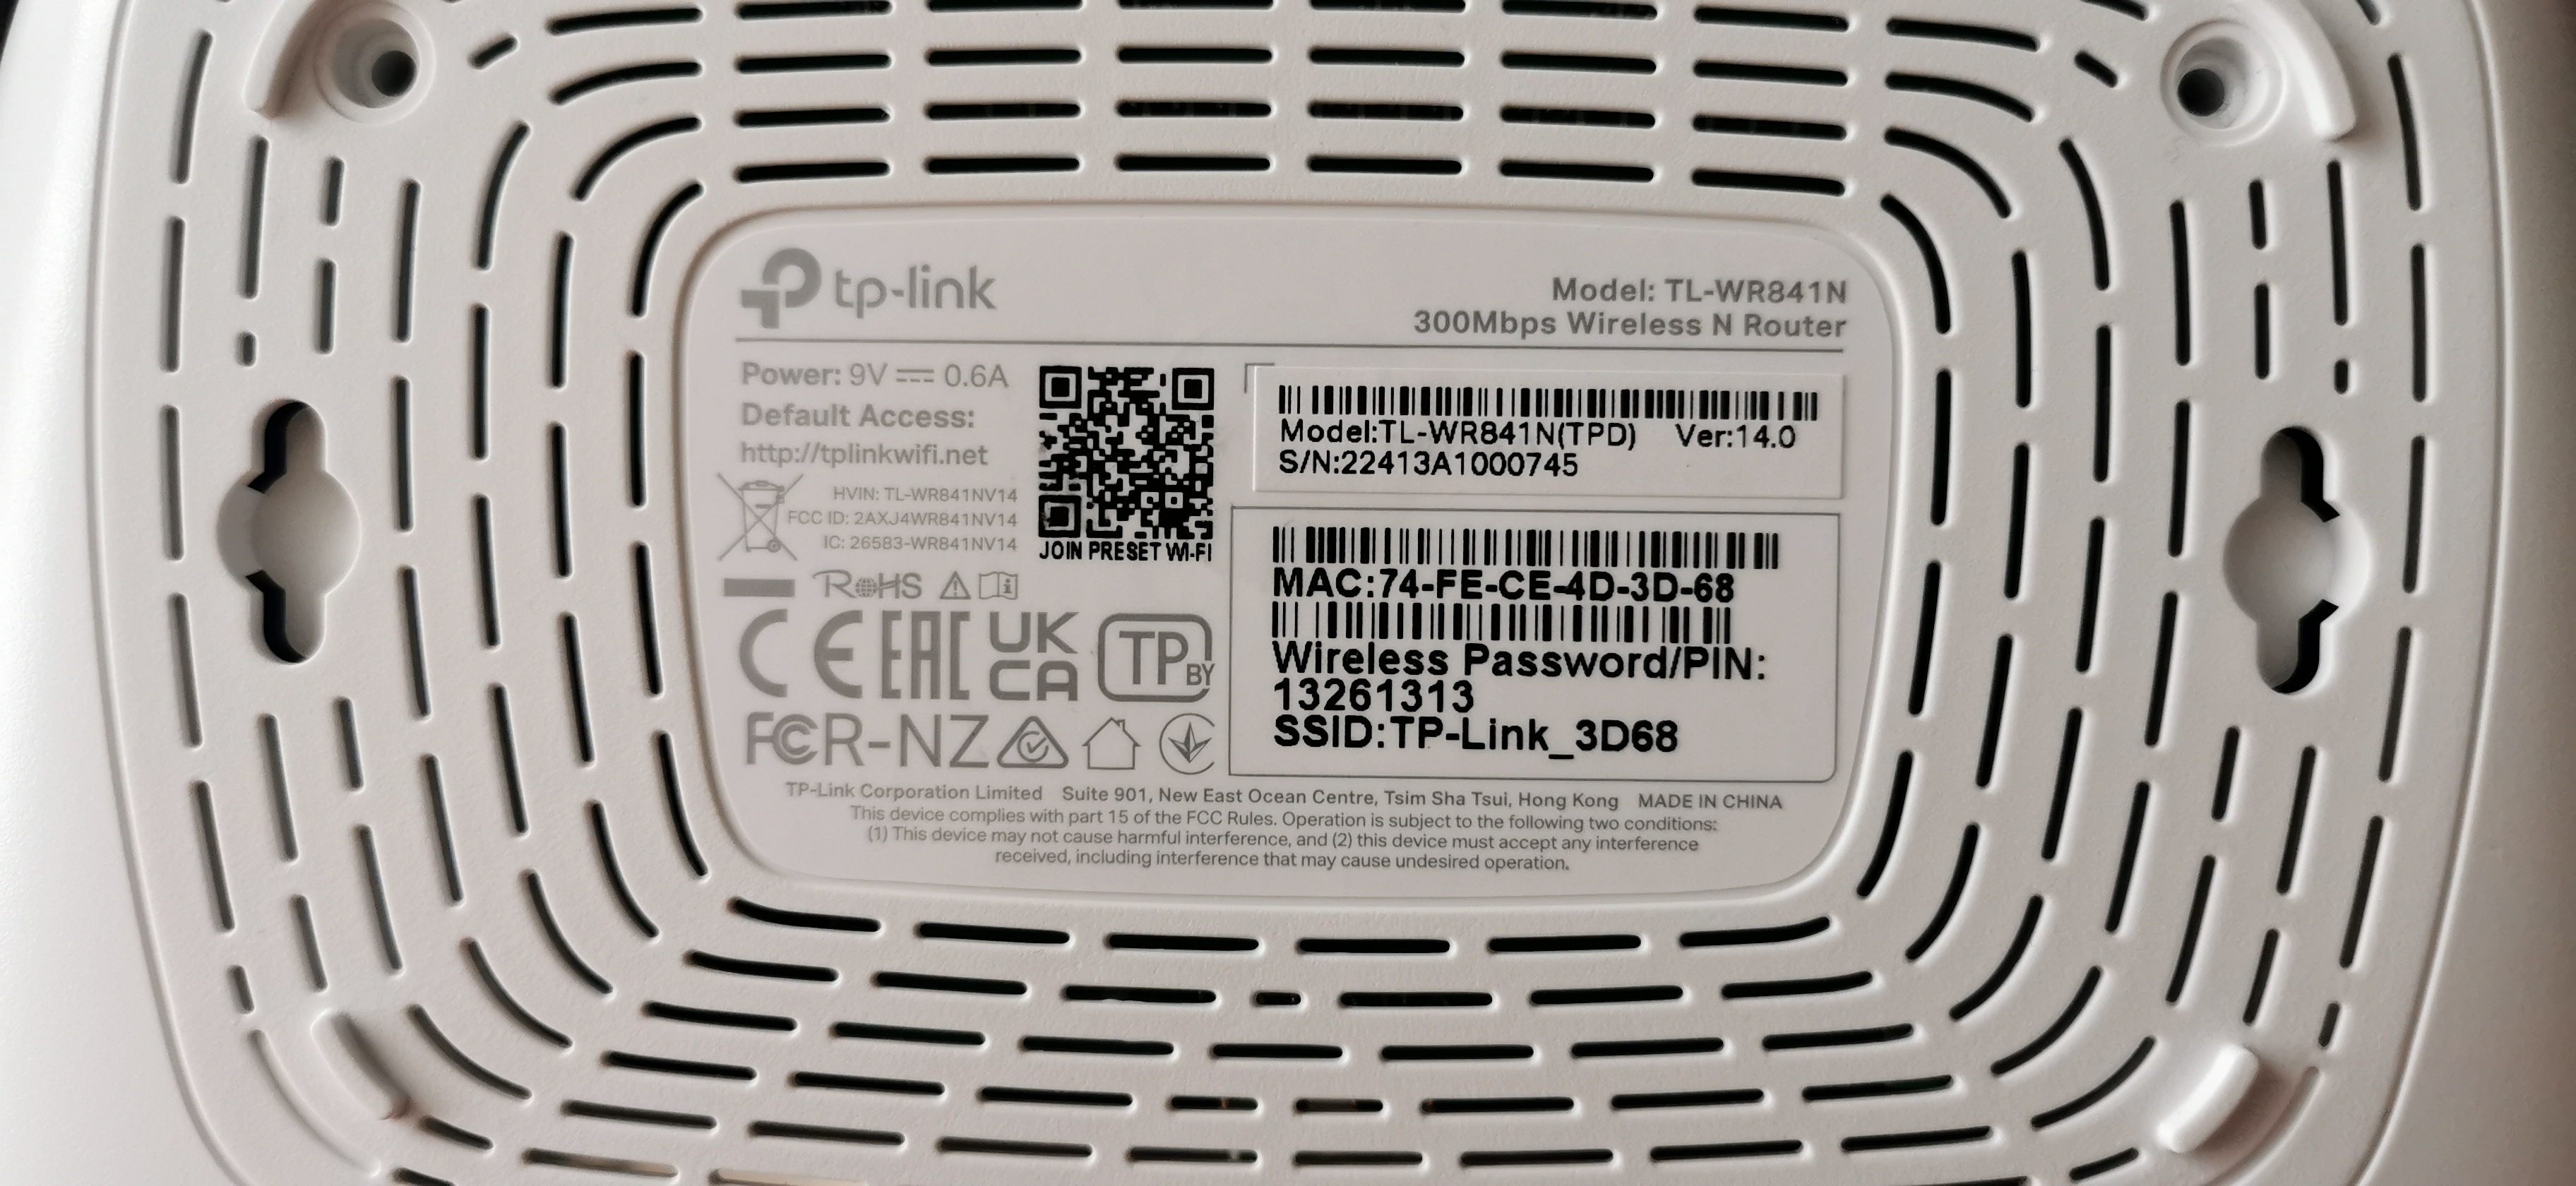 tp-link
Model: TL-WR841N
300Mbps Wireless N Router
Power: 9V 0.6A
Default Access:
http://tplinkwifi.net
HVIN: TL-WR841NV14
FCC ID: 2AXJ4WR841NV14
IC: 26583-WR841NV14
JOIN PRESET WI-FI
RoHS
CE EAC UK CA TP BY
FC R-NZ
Model:TL-WR841N(TPD) Ver:14.0
S/N:22413A1000745
MAC:74-FE-CE-4D-3D-68
Wireless Password/PIN:
13261313
SSID:TP-Link_3D68
TP-Link Corporation Limited Suite 901, New East Ocean Centre, Tsim Sha Tsui, Hong Kong MADE IN CHINA
This device complies with part 15 of the FCC Rules. Operation is subject to the following two conditions:
(1) This device may not cause harmful interference, and (2) this device must accept any interference
received, including interference that may cause undesired operation.